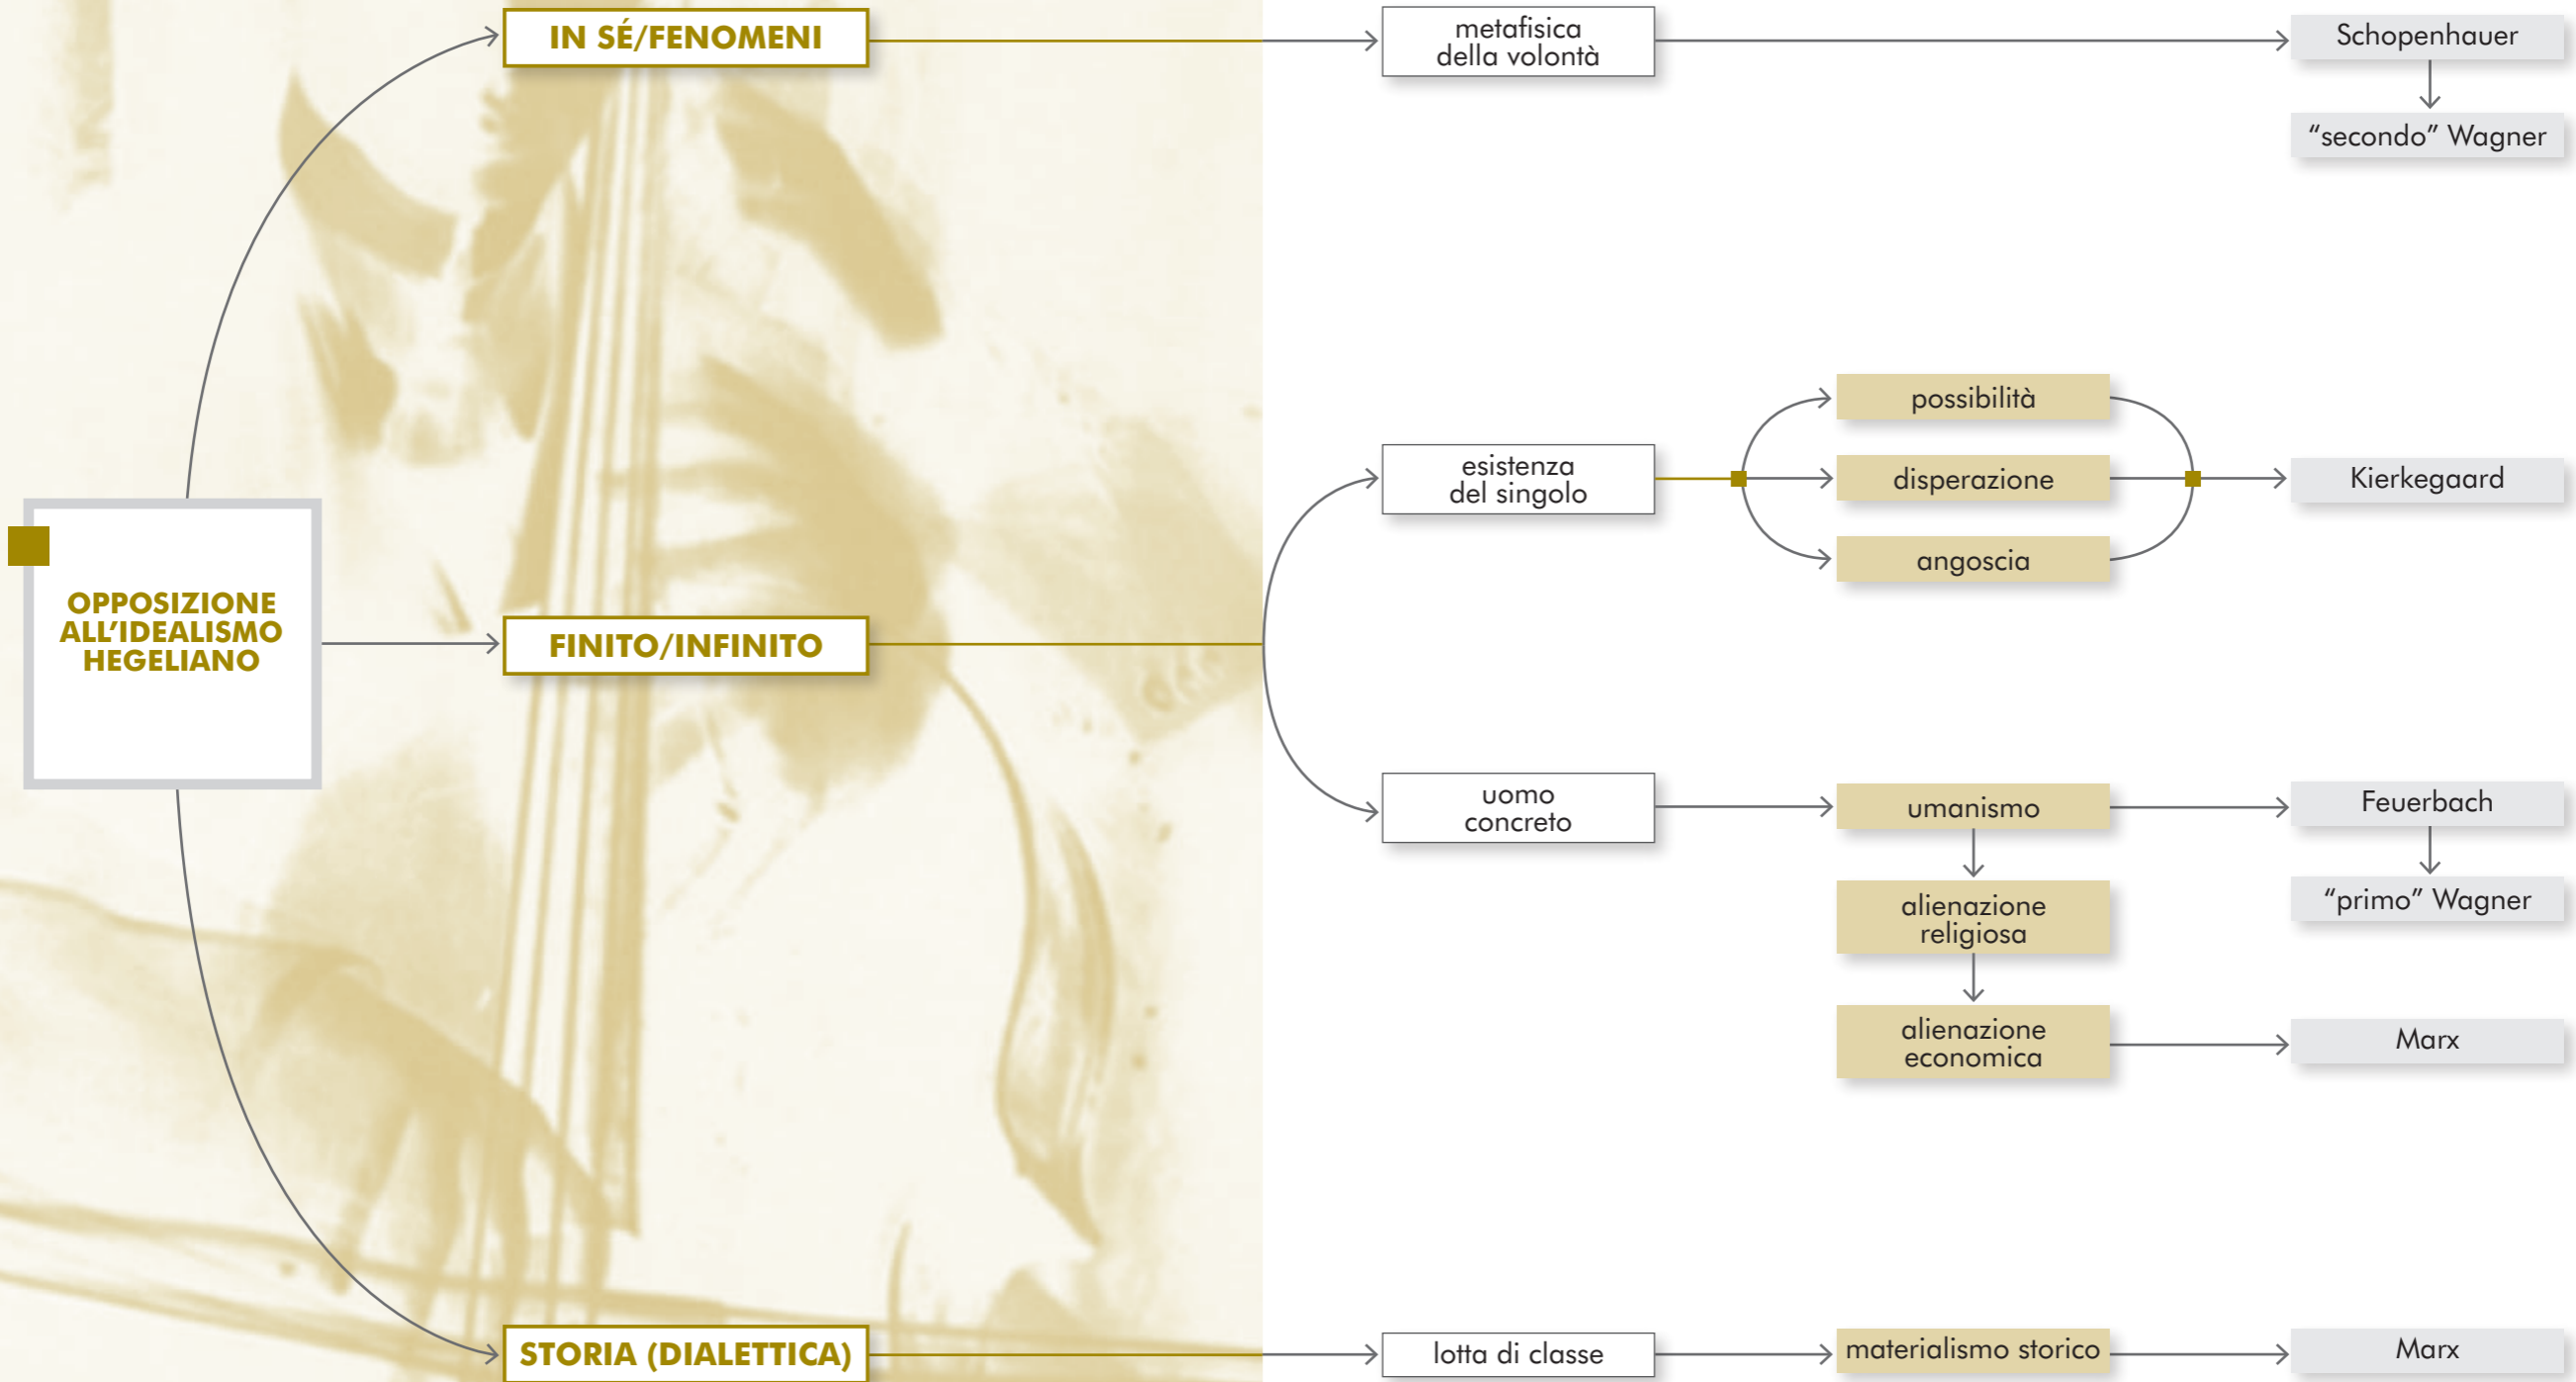 OPPOSIZIONE
ALL'IDEALISMO
HEGELIANO
IN SÉ/FENOMENI
metafisica
della volontà
Schopenhauer
“secondo” Wagner
FINITO/INFINITO
esistenza
del singolo
possibilità
disperazione
angoscia
Kierkegaard
uomo
concreto
umanismo
Feuerbach
“primo” Wagner
alienazione
religiosa
alienazione
economica
Marx
STORIA (DIALETTICA)
lotta di classe
materialismo storico
Marx